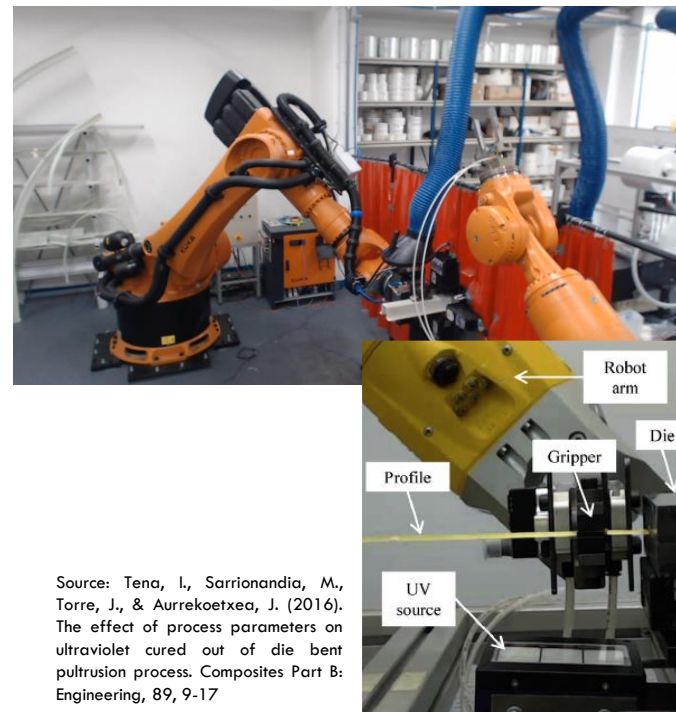 Robot
arm
Die
Gripper
Profile
UV
source
Source: Tena, I., Sarrionandia, M.,
Torre, J., & Aurrekoetxea, J. (2016).
The effect of process parameters on
ultraviolet cured out of die bent
pultrusion process. Composites Part B:
Engineering, 89, 9-17